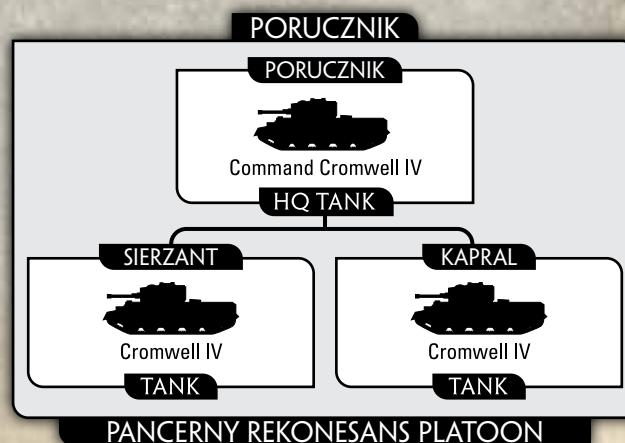 PORUCZNIK
PORUCZNIK
Command Cromwell IV
HQ TANK
SIERZANT KAPRAL
Cromwell IV Cromwell IV
TANK TANK
PANCERNY REKONESANS PLATOON